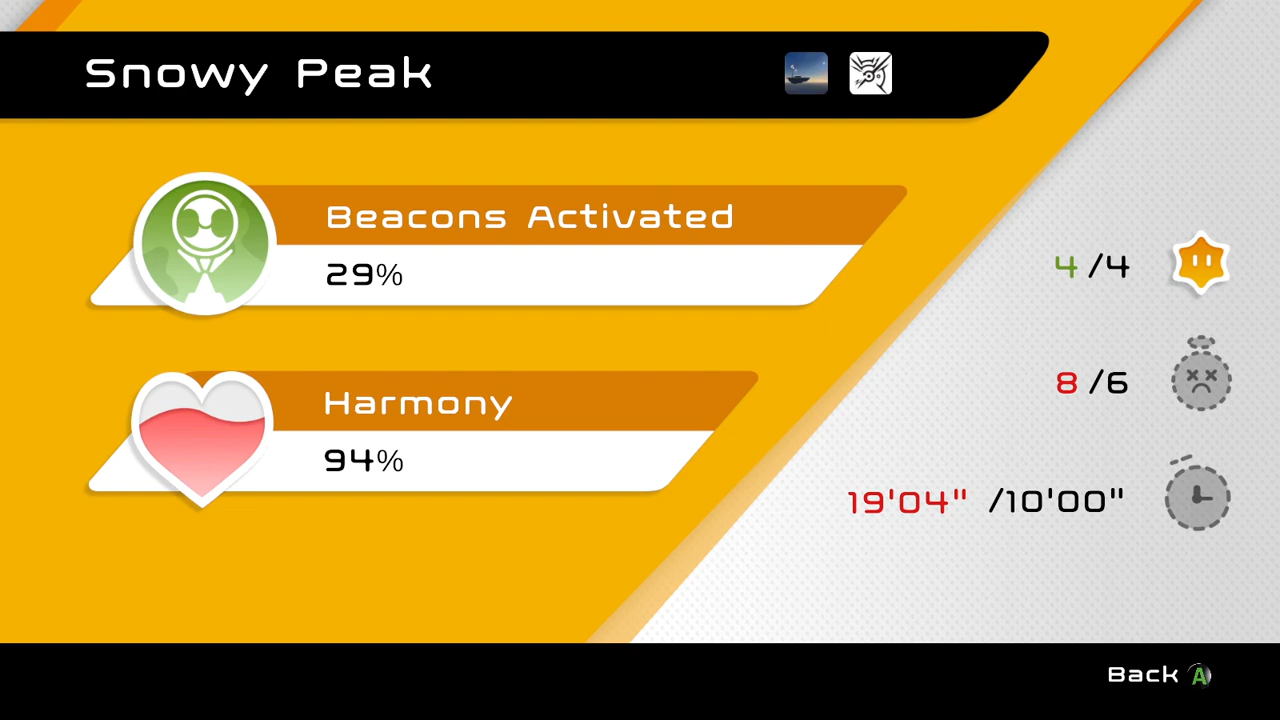 Snowy Peak
Beacons Activated
29%
Harmony
94%
4 /4
8 /6
19'04" /10'00"
Back A